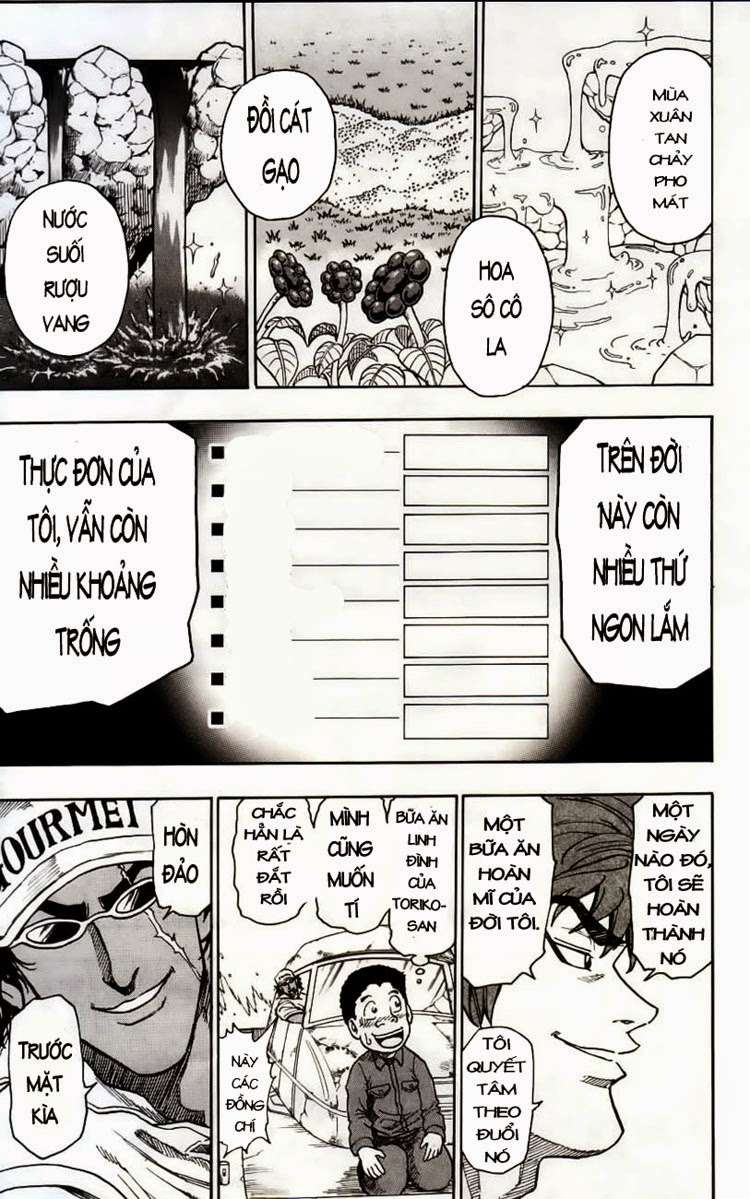 MÙA
XUÂN
TAN
CHẢY
PHO
MÁT
ĐỒI CÁT
GẠO
HOA
SÔ CÔ
LA
NƯỚC
SUỐI
RƯỢU
VANG
TRÊN ĐỜI
NÀY CÒN
NHIỀU THỨ
NGON LẮM
THỰC ĐƠN CỦA
TÔI, VẪN CÒN
NHIỀU KHOẢNG
TRỐNG
MỘT
NGÀY
NÀO ĐÓ,
TÔI SẼ
HOÀN
THÀNH
NÓ
MỘT
BỮA ĂN
HOÀN
MĨ CỦA
ĐỜI TÔI.
TÔI
QUYẾT
TÂM
THEO
ĐUỔI
NÓ
BỮA ĂN
LINH
ĐÌNH
CỦA
TORIKO-
SAN
MÌNH
CŨNG
MUỐN
TÍ
CHẮC
HẲN LÀ
RẤT
ĐẮT
RỒI
NÀY
CÁC
ĐỒNG
CHÍ
HÒN
ĐẢO
GOURMET
TRƯỚC
MẶT
KÌA